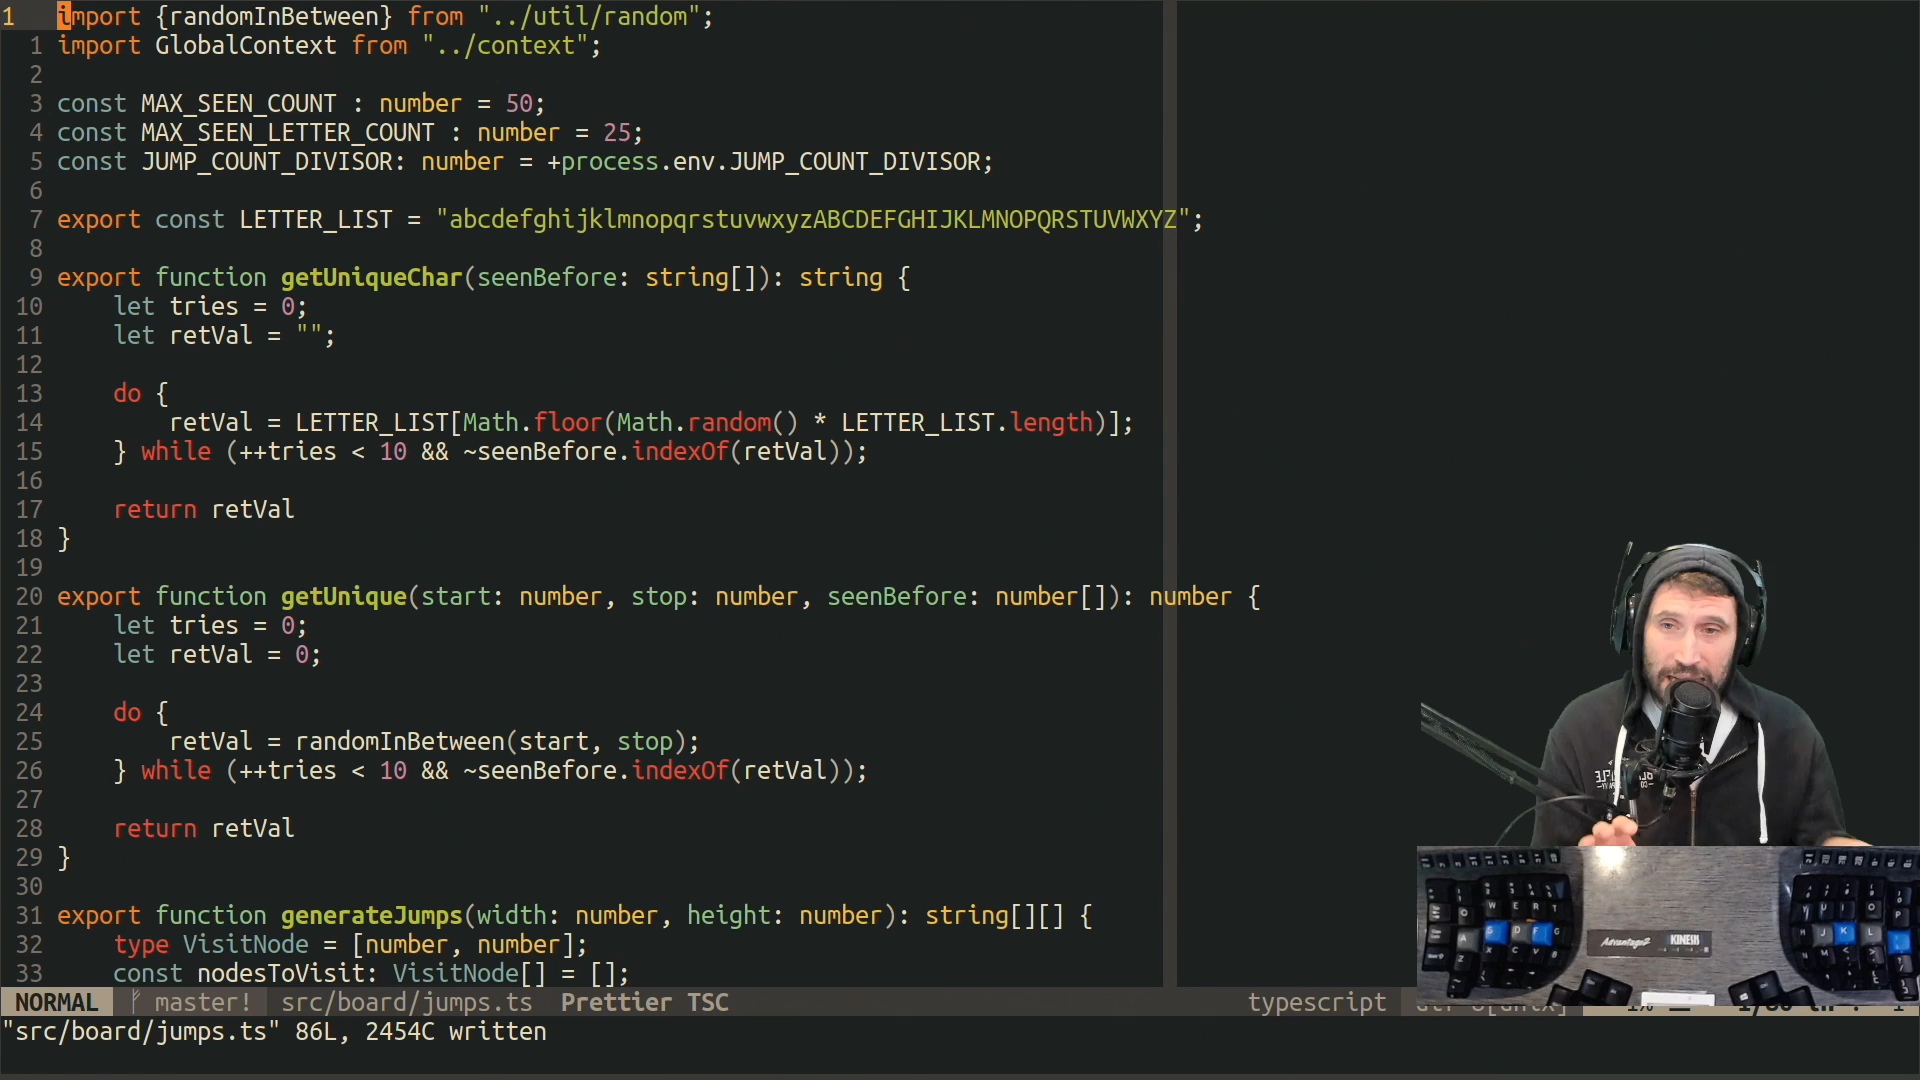 1 import {randomInBetween} from "../util/random";
1 import GlobalContext from "../context";
2
3 const MAX_SEEN_COUNT : number = 50;
4 const MAX_SEEN_LETTER_COUNT : number = 25;
5 const JUMP_COUNT_DIVISOR: number = +process.env.JUMP_COUNT_DIVISOR;
6
7 export const LETTER_LIST = "abcdefghijklmnopqrstuvwxyzABCDEFGHIJKLMNOPQRSTUVWXYZ";
8
9 export function getUniqueChar(seenBefore: string[]): string {
10 let tries = 0;
11 let retVal = "";
12
13 do {
14 retVal = LETTER_LIST[Math.floor(Math.random() * LETTER_LIST.length)];
15 } while (++tries < 10 && ~seenBefore.indexOf(retVal));
16
17 return retVal
18 }
19
20 export function getUnique(start: number, stop: number, seenBefore: number[]): number {
21 let tries = 0;
22 let retVal = 0;
23
24 do {
25 retVal = randomInBetween(start, stop);
26 } while (++tries < 10 && ~seenBefore.indexOf(retVal));
27
28 return retVal
29 }
30
31 export function generateJumps(width: number, height: number): string[][] {
32 type VisitNode = [number, number];
33 const nodesToVisit: VisitNode[] = [];
NORMAL master! src/board/jumps.ts Prettier TSC typescript
"src/board/jumps.ts" 86L, 2454C written
Advantage2 KINESIS